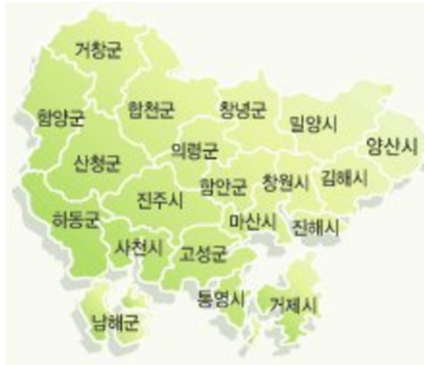 거창군
함양군
합천군
창녕군
밀양시
양산시
산청군
의령군
진주시
함안군
창원시
김해시
하동군
사천시
고성군
마산시
진해시
남해군
통영시
거제시